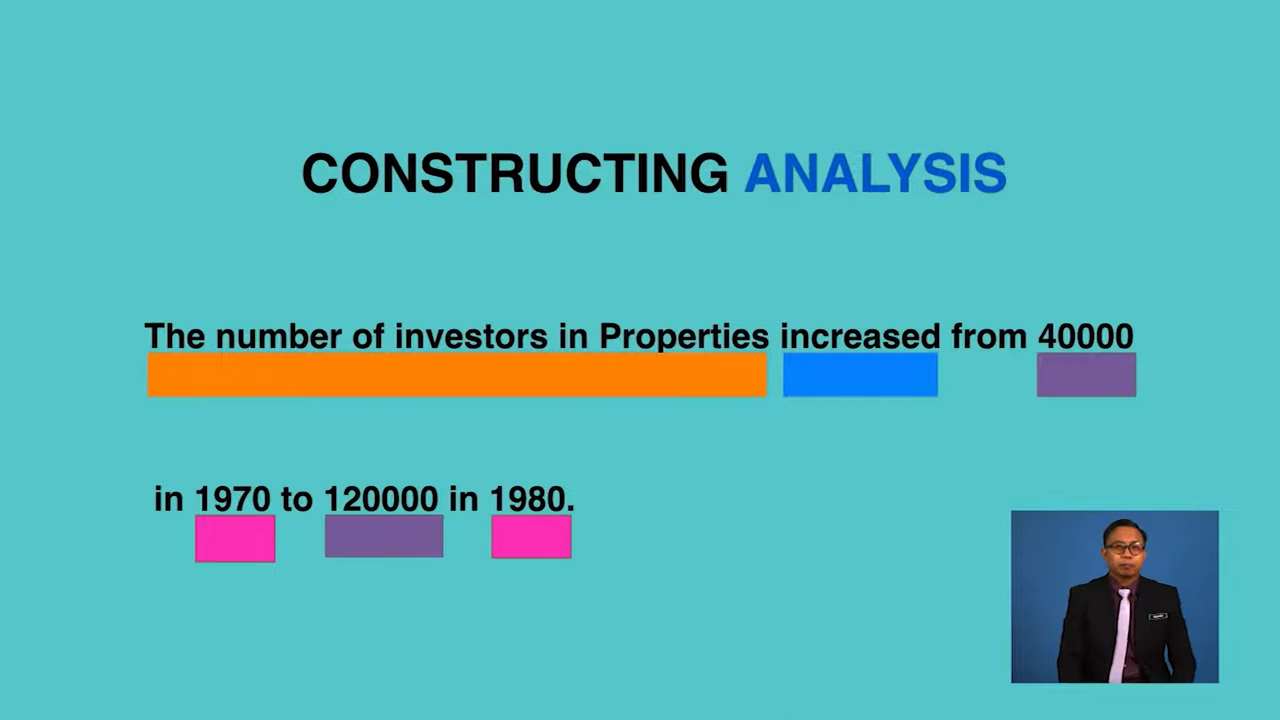 CONSTRUCTING ANALYSIS
The number of investors in Properties increased from 40000
in 1970 to 120000 in 1980.